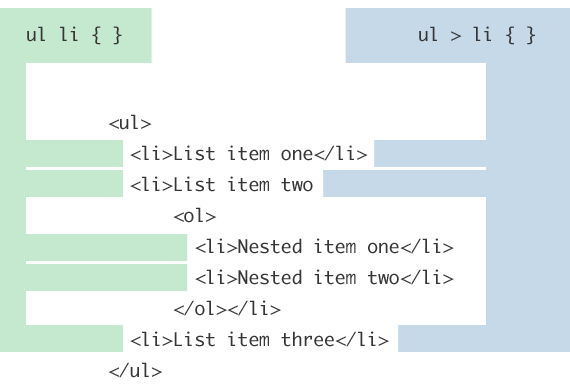 ul li { }
ul > li { }
<ul>
<li>List item one</li>
<li>List item two
<ol>
<li>Nested item one</li>
<li>Nested item two</li>
</ol></li>
<li>List item three</li>
</ul>